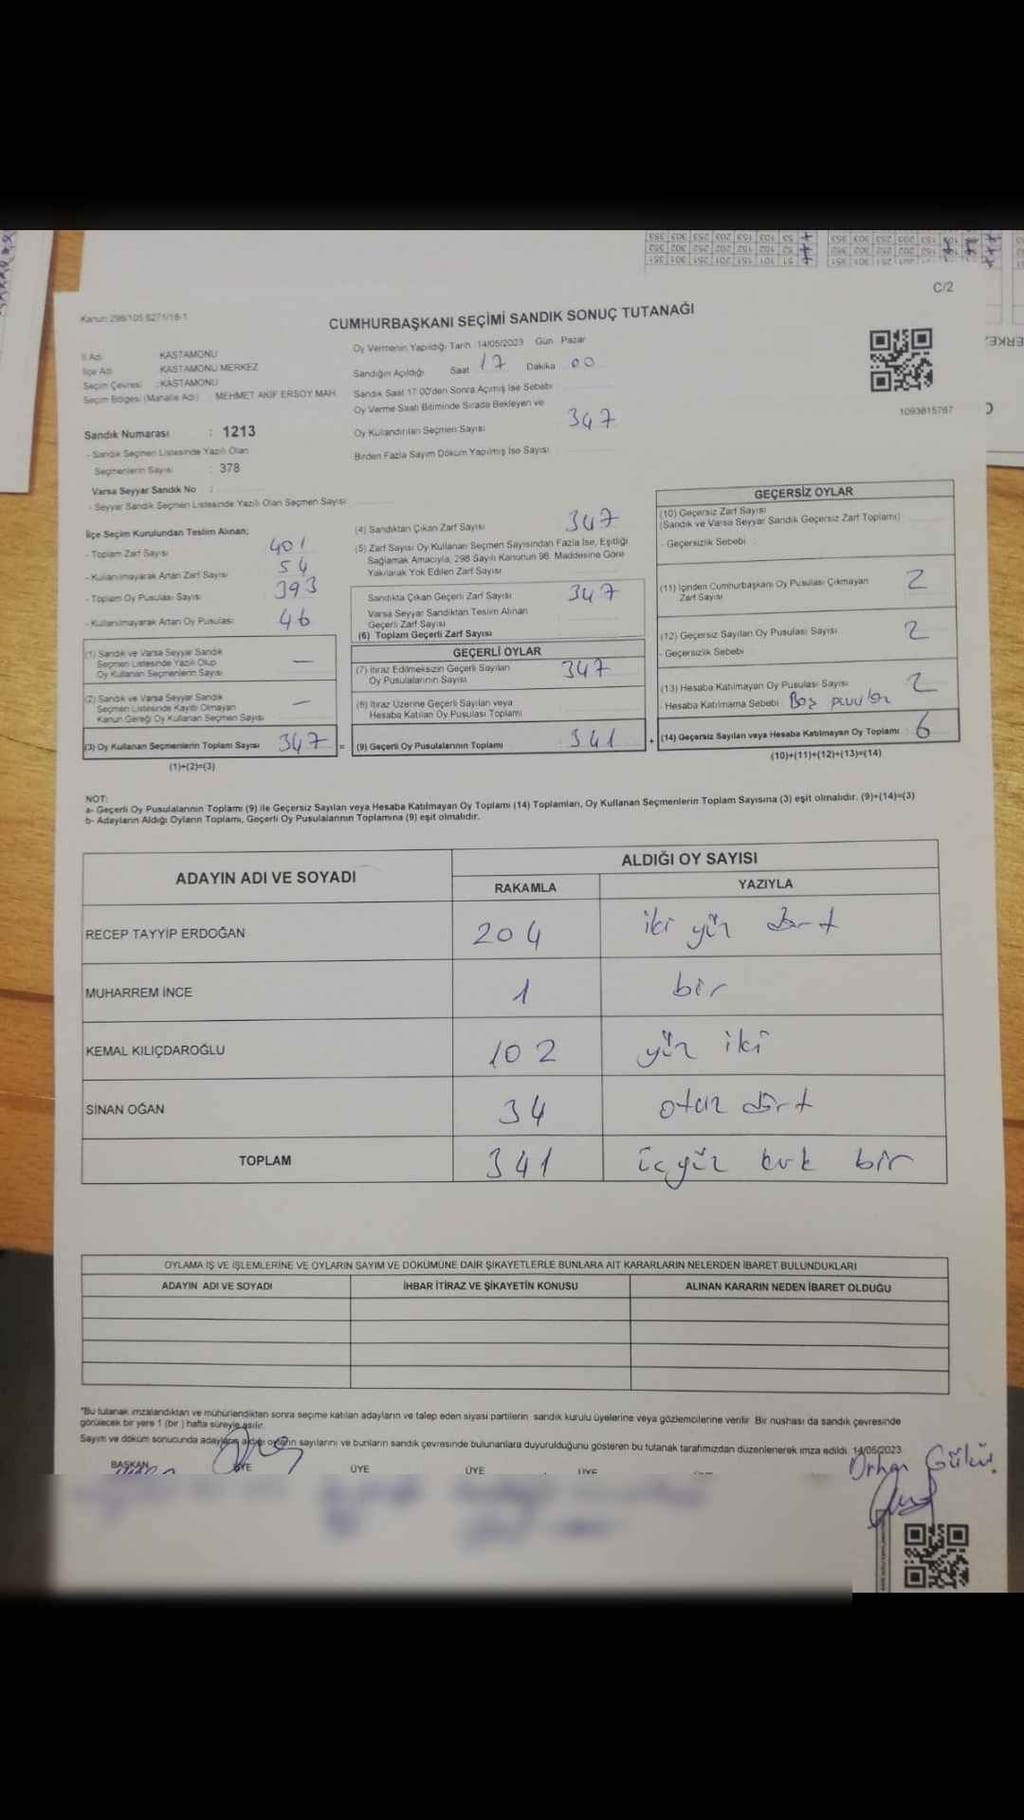 C/2
Kanun: 298/105 6271/18-1
CUMHURBAŞKANI SEÇİMİ SANDIK SONUÇ TUTANAĞI
İl Adı : KASTAMONU
İlçe Adı : KASTAMONU MERKEZ
Seçim Çevresi : KASTAMONU
Seçim Bölgesi (Mahalle Adı) : MEHMET AKİF ERSOY MAH.
Sandık Numarası : 1213
- Sandık Seçmen Listesinde Yazılı Olan
Seçmenlerin Sayısı : 378
Varsa Seyyar Sandık No :
- Seyyar Sandık Seçmen Listesinde Yazılı Olan Seçmen Sayısı
Oy Vermenin Yapıldığı Tarih 14/05/2023 Gün Pazar
Sandığın Açıldığı Saat 17 Dakika 00
Sandık Saat 17:00'den Sonra Açılmış İse Sebebi
Oy Verme Saati Bitiminde Sırada Bekleyen ve
Oy Kullandırılan Seçmen Sayısı 347
Birden Fazla Sayım Döküm Yapılmış İse Sayısı
1093815767
İlçe Seçim Kurulundan Teslim Alınan;
- Toplam Zarf Sayısı 401
- Kullanılmayarak Artan Zarf Sayısı 54
- Toplam Oy Pusulası Sayısı 393
- Kullanılmayarak Artan Oy Pusulası 46
(1) Sandık ve Varsa Seyyar Sandık
Seçmen Listesinde Yazılı Olup
Oy Kullanan Seçmenlerin Sayısı —
(2) Sandık ve Varsa Seyyar Sandık
Seçmen Listesinde Kaydı Olmayan
Kanun Gereği Oy Kullanan Seçmen Sayısı —
(3) Oy Kullanan Seçmenlerin Toplam Sayısı 347 =
(1)+(2)=(3)
(4) Sandıktan Çıkan Zarf Sayısı 347
(5) Zarf Sayısı Oy Kullanan Seçmen Sayısından Fazla İse, Eşitliği
Sağlamak Amacıyla, 298 Sayılı Kanunun 98. Maddesine Göre
Yakılarak Yok Edilen Zarf Sayısı
Sandıkta Çıkan Geçerli Zarf Sayısı 347
Varsa Seyyar Sandıktan Teslim Alınan
Geçerli Zarf Sayısı
(6) Toplam Geçerli Zarf Sayısı
GEÇERLİ OYLAR
(7) İtiraz Edilmeksizin Geçerli Sayılan
Oy Pusulalarının Sayısı 347
(8) İtiraz Üzerine Geçerli Sayılan veya
Hesaba Katılan Oy Pusulası Toplamı
(9) Geçerli Oy Pusulalarının Toplamı 341 +
GEÇERSİZ OYLAR
(10) Geçersiz Zarf Sayısı
(Sandık ve Varsa Seyyar Sandık Geçersiz Zarf Toplamı)
- Geçersizlik Sebebi
(11) İçinden Cumhurbaşkanı Oy Pusulası Çıkmayan
Zarf Sayısı 2
(12) Geçersiz Sayılan Oy Pusulası Sayısı 2
- Geçersizlik Sebebi
(13) Hesaba Katılmayan Oy Pusulası Sayısı 2
- Hesaba Katılmama Sebebi Boş
(14) Geçersiz Sayılan veya Hesaba Katılmayan Oy Toplamı 6
(10)+(11)+(12)+(13)=(14)
NOT:
a- Geçerli Oy Pusulalarının Toplamı (9) ile Geçersiz Sayılan veya Hesaba Katılmayan Oy Toplamı (14) Toplamları, Oy Kullanan Seçmenlerin Toplam Sayısına (3) eşit olmalıdır. (9)+(14)=(3)
b- Adayların Aldığı Oyların Toplamı, Geçerli Oy Pusulalarının Toplamına (9) eşit olmalıdır.
ADAYIN ADI VE SOYADI
ALDIĞI OY SAYISI
RAKAMLA YAZIYLA
RECEP TAYYİP ERDOĞAN 204 iki yüz dört
MUHARREM İNCE 1 bir
KEMAL KILIÇDAROĞLU 102 yüz iki
SİNAN OĞAN 34 otuz dört
TOPLAM 341 üçyüz kırk bir
OYLAMA İŞ VE İŞLEMLERİNE VE OYLARIN SAYIM VE DÖKÜMÜNE DAİR ŞİKAYETLERLE BUNLARA AİT KARARLARIN NELERDEN İBARET BULUNDUKLARI
ADAYIN ADI VE SOYADI İHBAR İTİRAZ VE ŞİKAYETİN KONUSU ALINAN KARARIN NEDEN İBARET OLDUĞU
*Bu tutanak imzalandıktan ve mühürlendikten sonra seçime katılan adayların ve talep eden siyasi partilerin sandık kurulu üyelerine veya gözlemcilerine verilir. Bir nüshası da sandık çevresinde
görülecek bir yere 1 (bir ) hafta süreyle asılır.
Sayım ve döküm sonucunda adayların aldığı oyların sayılarını ve bunların sandık çevresinde bulunanlara duyurulduğunu gösteren bu tutanak tarafımızdan düzenlenerek imza edildi. 14/05/2023
BAŞKAN ÜYE ÜYE ÜYE ÜYE
Orhan